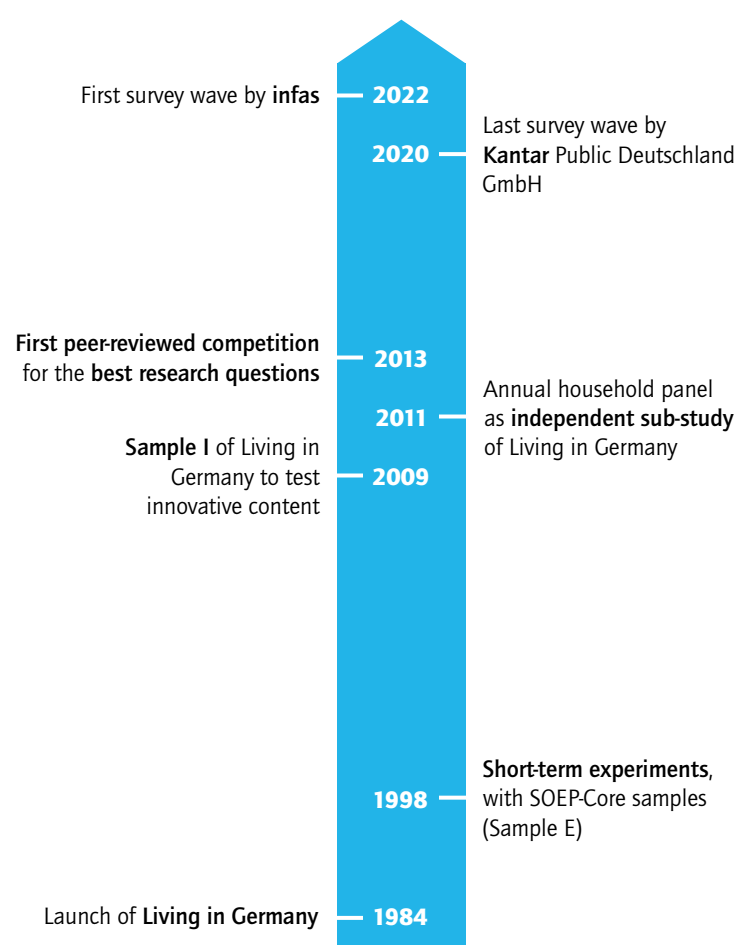 First survey wave by infas
2022
2020
Last survey wave by
Kantar Public Deutschland
GmbH
First peer-reviewed competition
for the best research questions
2013
2011
Annual household panel
as independent sub-study
of Living in Germany
Sample I of Living in
Germany to test
innovative content
2009
1998
Short-term experiments,
with SOEP-Core samples
(Sample E)
Launch of Living in Germany
1984